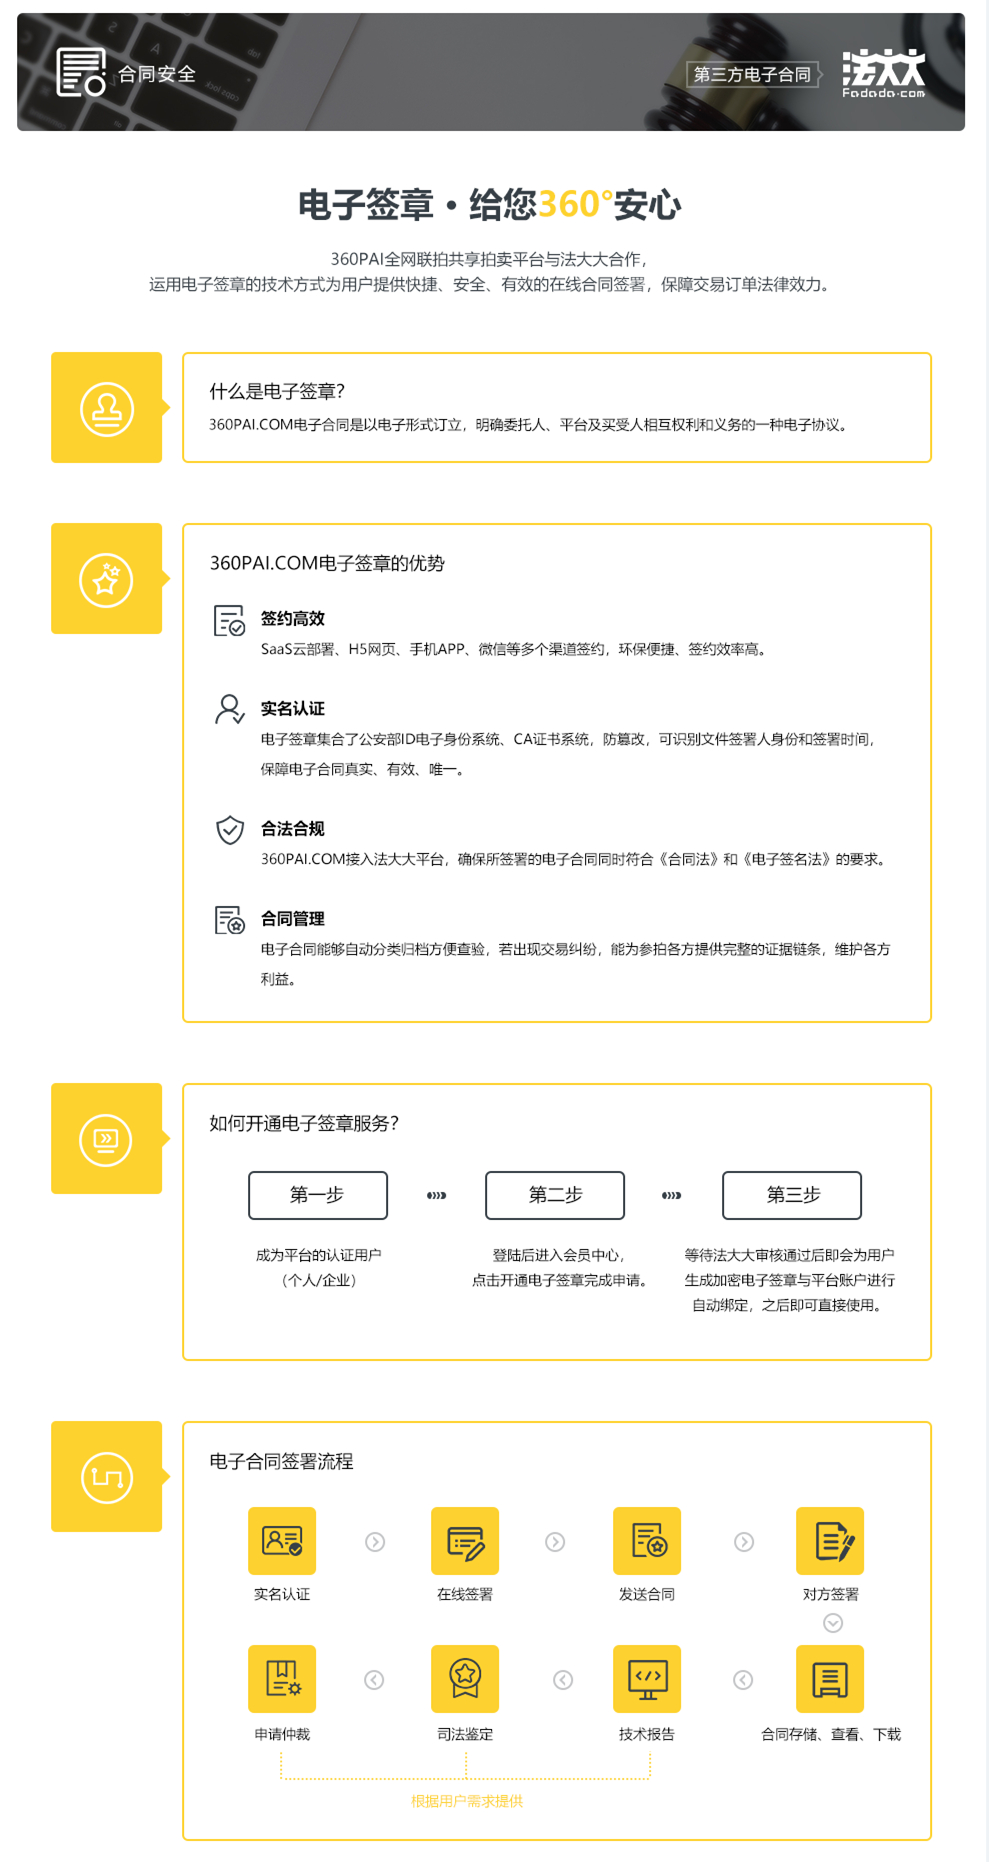 合同安全
第三方电子合同
法大大
Fadada.com
电子签章·给您360°安心
360PAI全网联拍共享拍卖平台与法大大合作，
运用电子签章的技术方式为用户提供快捷、安全、有效的在线合同签署，保障交易订单法律效力。
什么是电子签章？
360PAI.COM电子合同是以电子形式订立，明确委托人、平台及买受人相互权利和义务的一种电子协议。
360PAI.COM电子签章的优势
签约高效
SaaS云部署、H5网页、手机APP、微信等多个渠道签约，环保便捷、签约效率高。
实名认证
电子签章集合了公安部ID电子身份系统、CA证书系统，防篡改，可识别文件签署人身份和签署时间，
保障电子合同真实、有效、唯一。
合法合规
360PAI.COM接入法大大平台，确保所签署的电子合同同时符合《合同法》和《电子签名法》的要求。
合同管理
电子合同能够自动分类归档方便查验，若出现交易纠纷，能为参拍各方提供完整的证据链条，维护各方
利益。
如何开通电子签章服务？
第一步
第二步
第三步
成为平台的认证用户
（个人/企业）
登陆后进入会员中心，
点击开通电子签章完成申请。
等待法大大审核通过后即会为用户
生成加密电子签章与平台账户进行
自动绑定，之后即可直接使用。
电子合同签署流程
实名认证
在线签署
发送合同
对方签署
申请仲裁
司法鉴定
技术报告
合同存储、查看、下载
根据用户需求提供